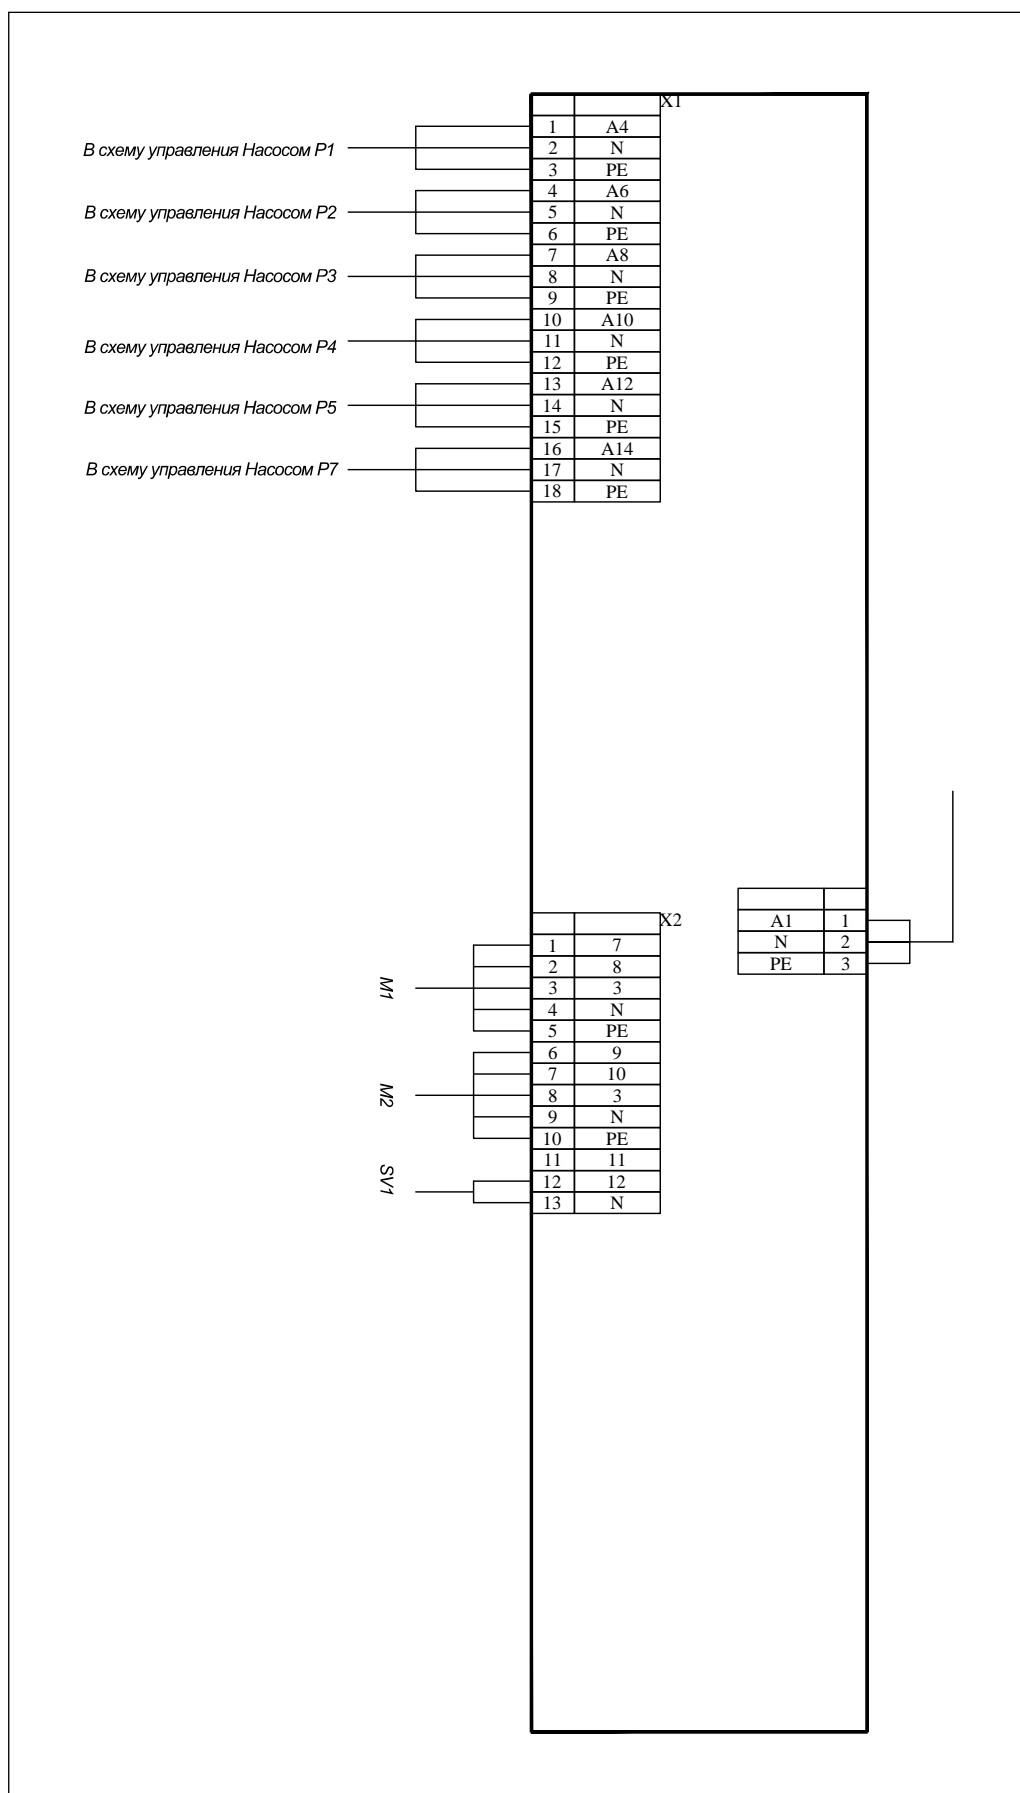 X1
1 A4
В схему управления Насосом P1
2 N
3 PE
4 A6
В схему управления Насосом P2
5 N
6 PE
7 A8
В схему управления Насосом P3
8 N
9 PE
10 A10
В схему управления Насосом P4
11 N
12 PE
13 A12
В схему управления Насосом P5
14 N
15 PE
16 A14
В схему управления Насосом P7
17 N
18 PE
A1 1
N 2
PE 3
X2
1 7
2 8
M1
3 3
4 N
5 PE
6 9
7 10
M2
8 3
9 N
10 PE
11 11
SV1
12 12
13 N